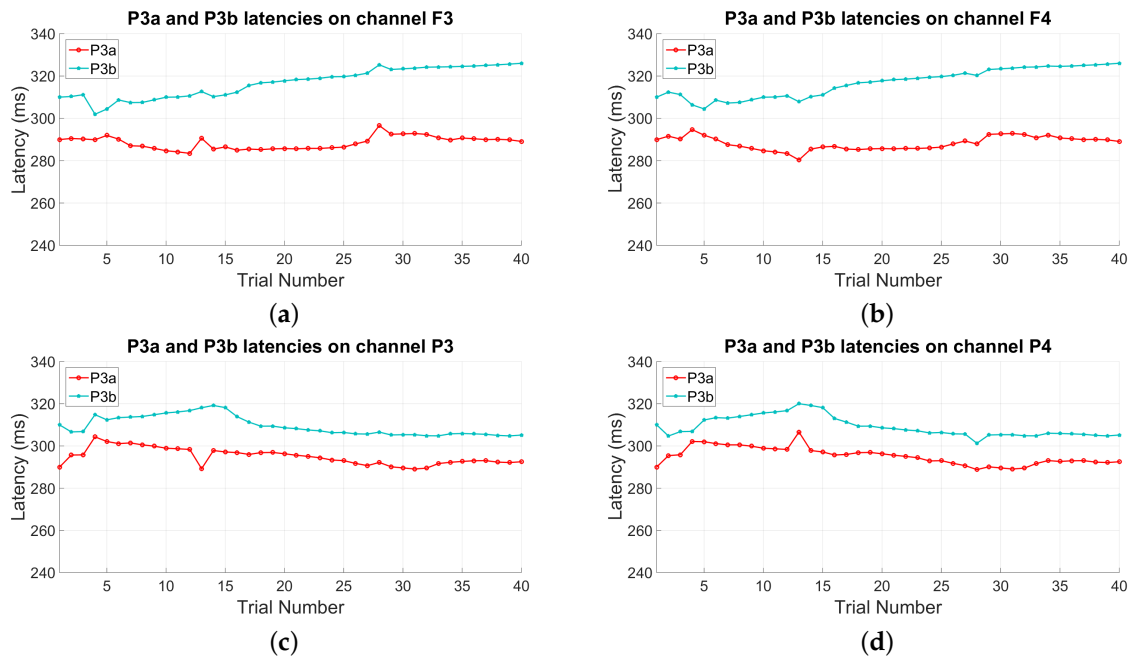 P3a and P3b latencies on channel F3
340
320
300
280
260
240
Latency (ms)
P3a
P3b
5 10 15 20 25 30 35 40
Trial Number
(a)
P3a and P3b latencies on channel F4
340
320
300
280
260
240
Latency (ms)
P3a
P3b
5 10 15 20 25 30 35 40
Trial Number
(b)
P3a and P3b latencies on channel P3
340
320
300
280
260
240
Latency (ms)
P3a
P3b
5 10 15 20 25 30 35 40
Trial Number
(c)
P3a and P3b latencies on channel P4
340
320
300
280
260
240
Latency (ms)
P3a
P3b
5 10 15 20 25 30 35 40
Trial Number
(d)